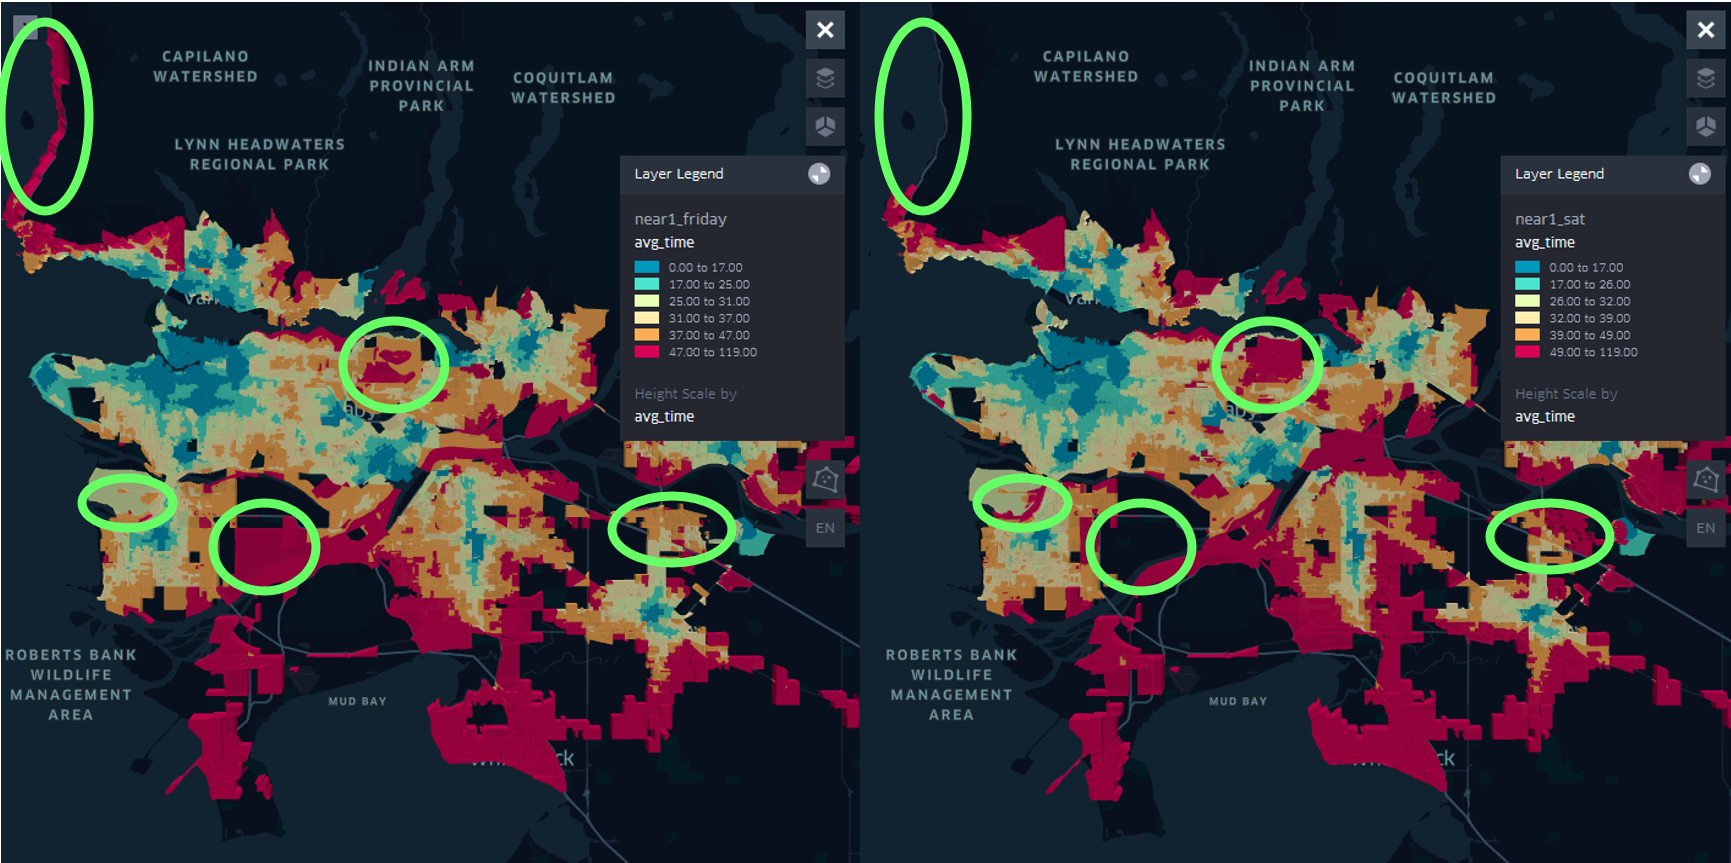 CAPILANO
WATERSHED
INDIAN ARM
PROVINCIAL
PARK
COQUITLAM
WATERSHED
LYNN HEADWATERS
REGIONAL PARK
Layer Legend
near1_friday
avg_time
0.00 to 17.00
17.00 to 25.00
25.00 to 31.00
31.00 to 37.00
37.00 to 47.00
47.00 to 119.00
Height Scale by
avg_time
EN
ROBERTS BANK
WILDLIFE
MANAGEMENT
AREA
MUD BAY
CAPILANO
WATERSHED
INDIAN ARM
PROVINCIAL
PARK
COQUITLAM
WATERSHED
LYNN HEADWATERS
REGIONAL PARK
Layer Legend
near1_sat
avg_time
0.00 to 17.00
17.00 to 26.00
26.00 to 32.00
32.00 to 39.00
39.00 to 49.00
49.00 to 119.00
Height Scale by
avg_time
EN
ROBERTS BANK
WILDLIFE
MANAGEMENT
AREA
MUD BAY